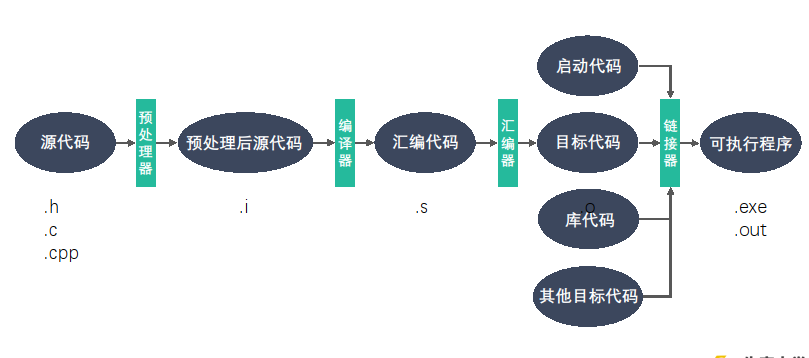 启动代码
源代码
预处理器
预处理后源代码
编译器
汇编代码
汇编器
目标代码
链接器
可执行程序
.h
.c
.cpp
.i
.s
.o
.exe
.out
库代码
其他目标代码